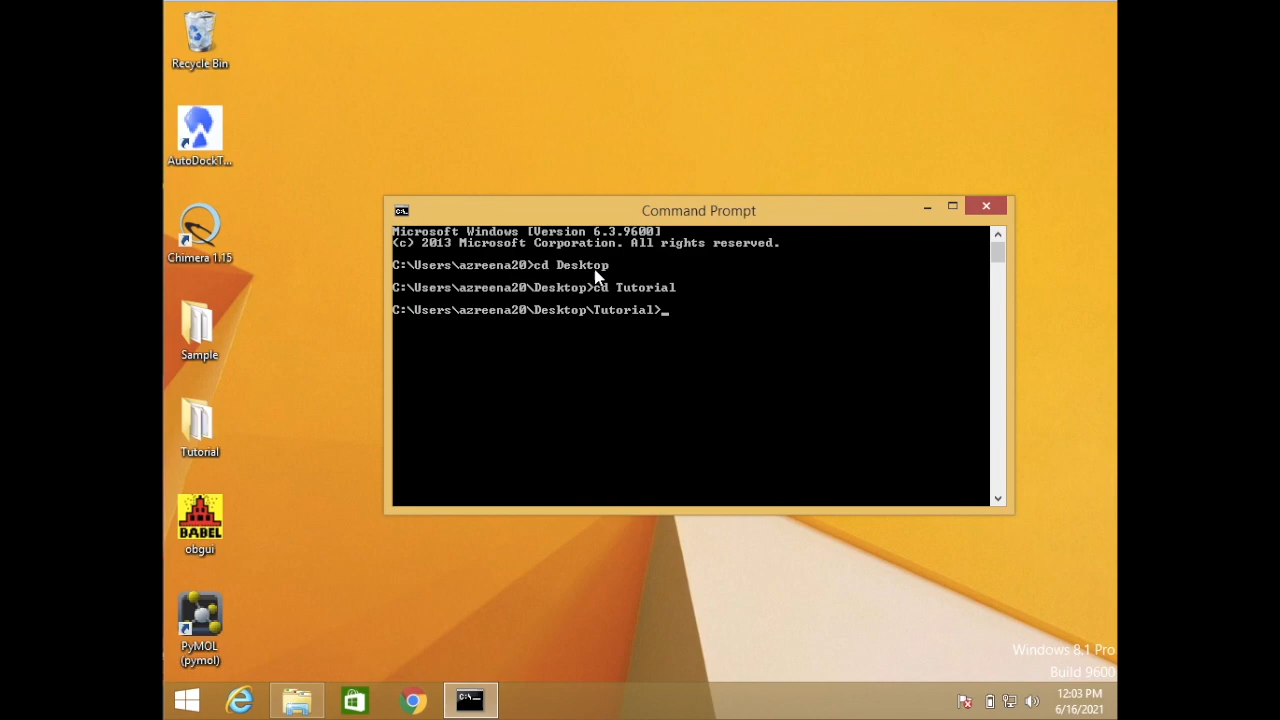 Recycle Bin
AutoDockT...
Chimera 1.15
Sample
Tutorial
BABEL
obgui
PyMOL
(pymol)
C:\.
Command Prompt
Microsoft Windows [Version 6.3.9600]
(c) 2013 Microsoft Corporation. All rights reserved.
C:\Users\azreena20>cd Desktop
C:\Users\azreena20\Desktop>cd Tutorial
C:\Users\azreena20\Desktop\Tutorial>_
Windows 8.1 Pro
Build 9600
C:\.
12:03 PM
6/16/2021